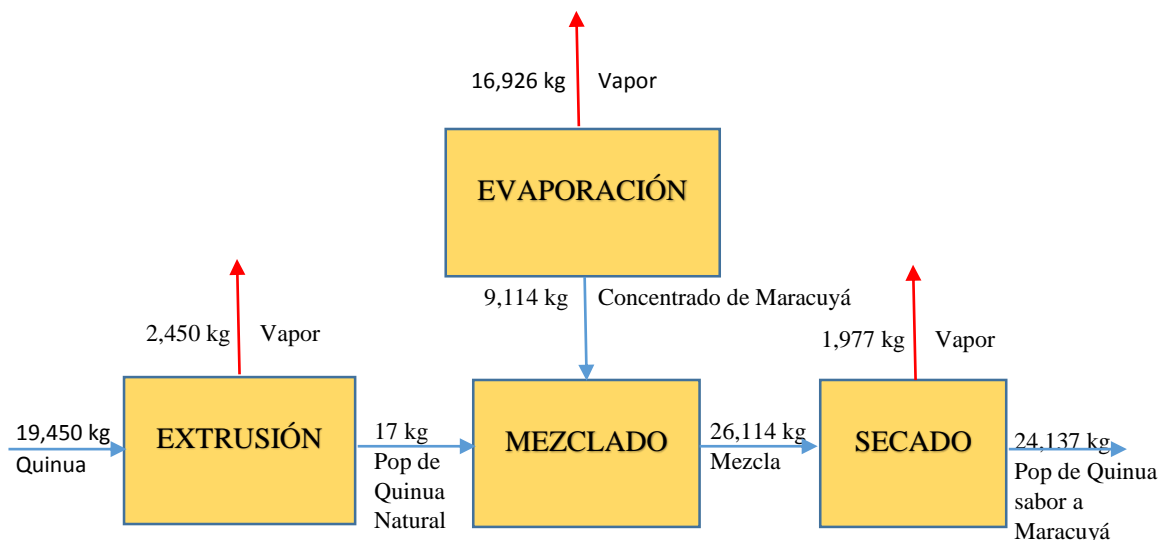 16,926 kg Vapor
EVAPORACIÓN
9,114 kg Concentrado de Maracuyá
2,450 kg Vapor
1,977 kg Vapor
19,450 kg
Quinua
EXTRUSIÓN
17 kg
Pop de
Quinua
Natural
MEZCLADO
26,114 kg
Mezcla
SECADO
24,137 kg
Pop de Quinua
sabor a
Maracuyá